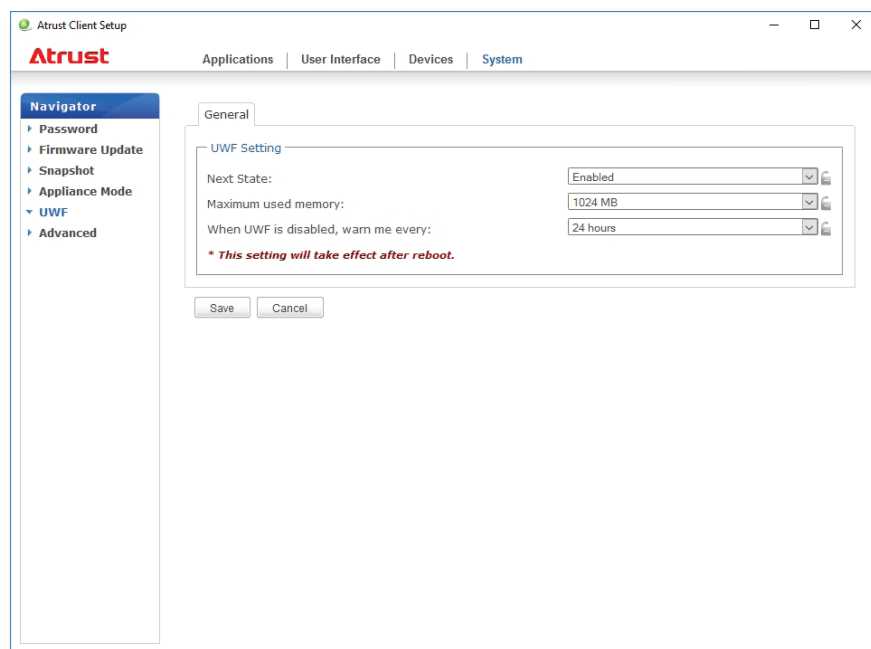 Atrust Client Setup
Atrust
Applications | User Interface | Devices | System
Navigator
Password
Firmware Update
Snapshot
Appliance Mode
UWF
Advanced
General
UWF Setting
Next State: Enabled
Maximum used memory: 1024 MB
When UWF is disabled, warn me every: 24 hours
* This setting will take effect after reboot.
Save Cancel